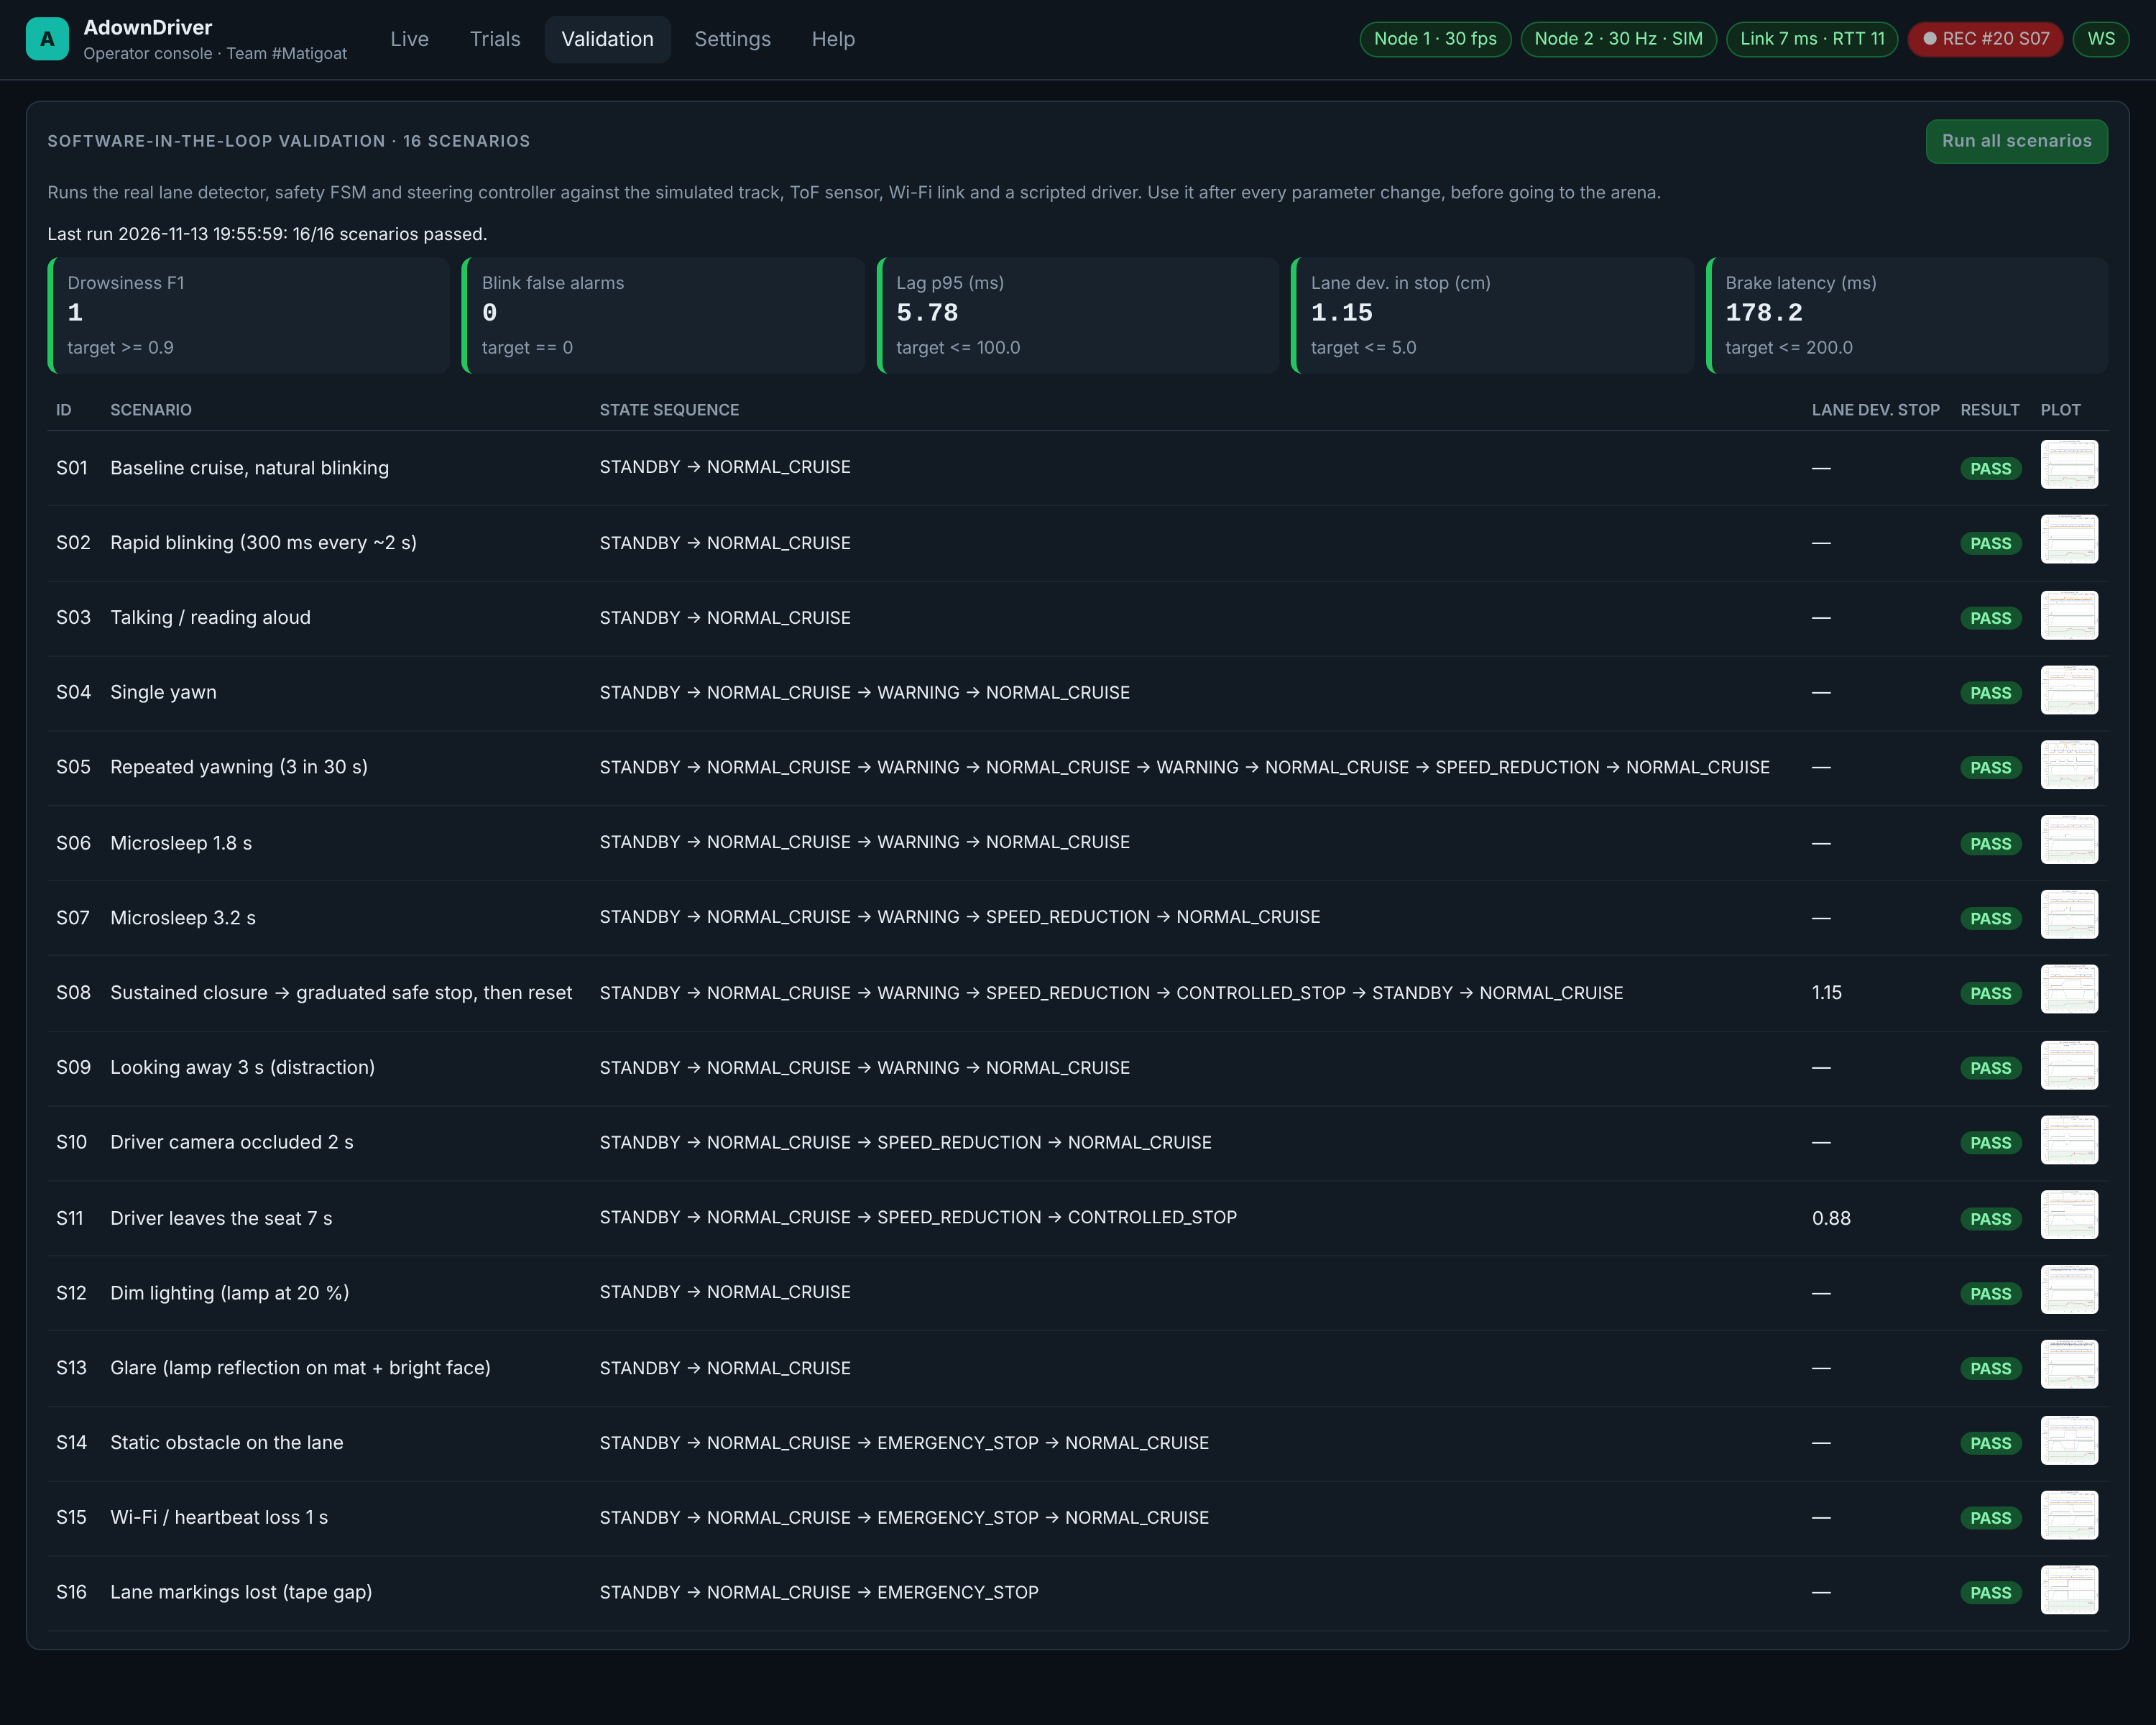 A
AdownDriver
Operator console · Team #Matigoat
Live
Trials
Validation
Settings
Help
Node 1 · 30 fps
Node 2 · 30 Hz · SIM
Link 7 ms · RTT 11
REC #20 S07
WS
SOFTWARE-IN-THE-LOOP VALIDATION · 16 SCENARIOS
Run all scenarios
Runs the real lane detector, safety FSM and steering controller against the simulated track, ToF sensor, Wi-Fi link and a scripted driver. Use it after every parameter change, before going to the arena.
Last run 2026-11-13 19:55:59: 16/16 scenarios passed.
Drowsiness F1
1
target >= 0.9
Blink false alarms
0
target == 0
Lag p95 (ms)
5.78
target <= 100.0
Lane dev. in stop (cm)
1.15
target <= 5.0
Brake latency (ms)
178.2
target <= 200.0
ID SCENARIO STATE SEQUENCE LANE DEV. STOP RESULT PLOT
S01 Baseline cruise, natural blinking STANDBY → NORMAL_CRUISE — PASS
S02 Rapid blinking (300 ms every ~2 s) STANDBY → NORMAL_CRUISE — PASS
S03 Talking / reading aloud STANDBY → NORMAL_CRUISE — PASS
S04 Single yawn STANDBY → NORMAL_CRUISE → WARNING → NORMAL_CRUISE — PASS
S05 Repeated yawning (3 in 30 s) STANDBY → NORMAL_CRUISE → WARNING → NORMAL_CRUISE → WARNING → NORMAL_CRUISE → SPEED_REDUCTION → NORMAL_CRUISE — PASS
S06 Microsleep 1.8 s STANDBY → NORMAL_CRUISE → WARNING → NORMAL_CRUISE — PASS
S07 Microsleep 3.2 s STANDBY → NORMAL_CRUISE → WARNING → SPEED_REDUCTION → NORMAL_CRUISE — PASS
S08 Sustained closure → graduated safe stop, then reset STANDBY → NORMAL_CRUISE → WARNING → SPEED_REDUCTION → CONTROLLED_STOP → STANDBY → NORMAL_CRUISE 1.15 PASS
S09 Looking away 3 s (distraction) STANDBY → NORMAL_CRUISE → WARNING → NORMAL_CRUISE — PASS
S10 Driver camera occluded 2 s STANDBY → NORMAL_CRUISE → SPEED_REDUCTION → NORMAL_CRUISE — PASS
S11 Driver leaves the seat 7 s STANDBY → NORMAL_CRUISE → SPEED_REDUCTION → CONTROLLED_STOP 0.88 PASS
S12 Dim lighting (lamp at 20 %) STANDBY → NORMAL_CRUISE — PASS
S13 Glare (lamp reflection on mat + bright face) STANDBY → NORMAL_CRUISE — PASS
S14 Static obstacle on the lane STANDBY → NORMAL_CRUISE → EMERGENCY_STOP → NORMAL_CRUISE — PASS
S15 Wi-Fi / heartbeat loss 1 s STANDBY → NORMAL_CRUISE → EMERGENCY_STOP → NORMAL_CRUISE — PASS
S16 Lane markings lost (tape gap) STANDBY → NORMAL_CRUISE → EMERGENCY_STOP — PASS